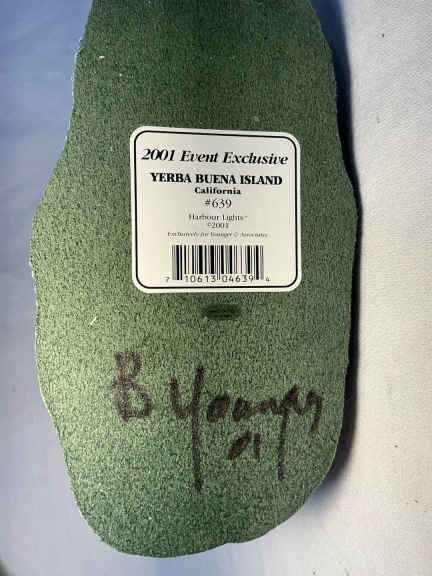 2001 Event Exclusive
YERBA BUENA ISLAND
California
#639
Harbour Lights™
©2001
Exclusively for Younger & Associates
7 10613 04639 4
B Younger
01